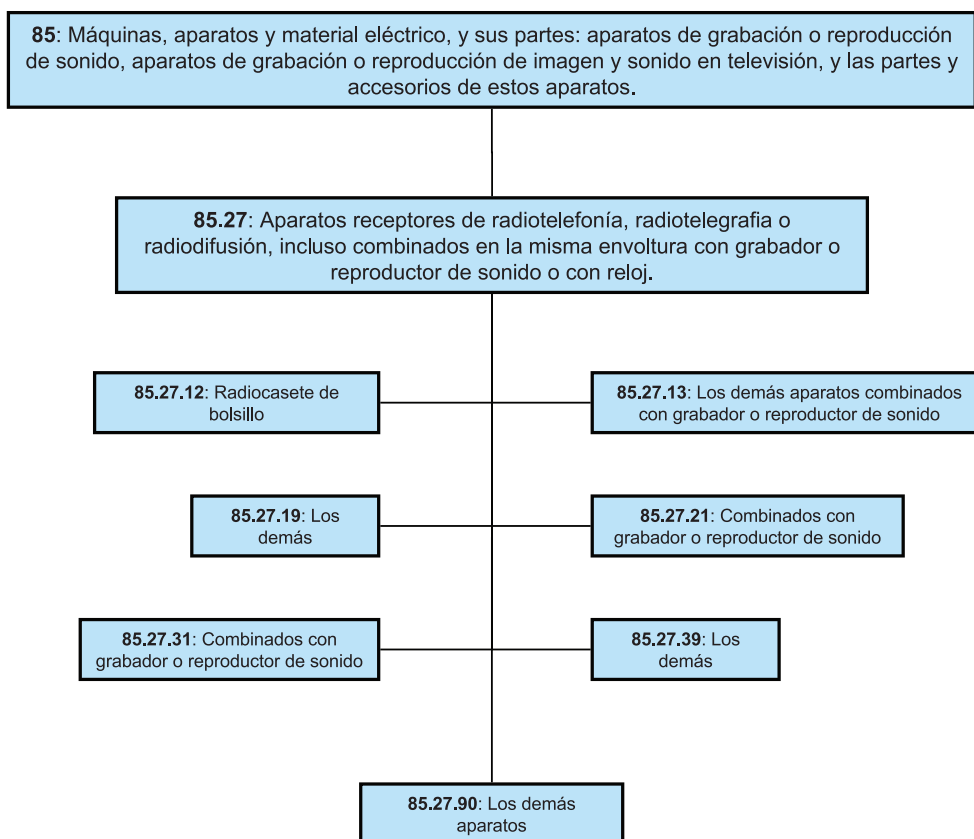 85: Máquinas, aparatos y material eléctrico, y sus partes: aparatos de grabación o reproducción
de sonido, aparatos de grabación o reproducción de imagen y sonido en televisión, y las partes y
accesorios de estos aparatos.
85.27: Aparatos receptores de radiotelefonía, radiotelegrafia o
radiodifusión, incluso combinados en la misma envoltura con grabador o
reproductor de sonido o con reloj.
85.27.12: Radiocasete de
bolsillo
85.27.13: Los demás aparatos combinados
con grabador o reproductor de sonido
85.27.19: Los
demás
85.27.21: Combinados con
grabador o reproductor de sonido
85.27.31: Combinados con
grabador o reproductor de sonido
85.27.39: Los
demás
85.27.90: Los demás
aparatos